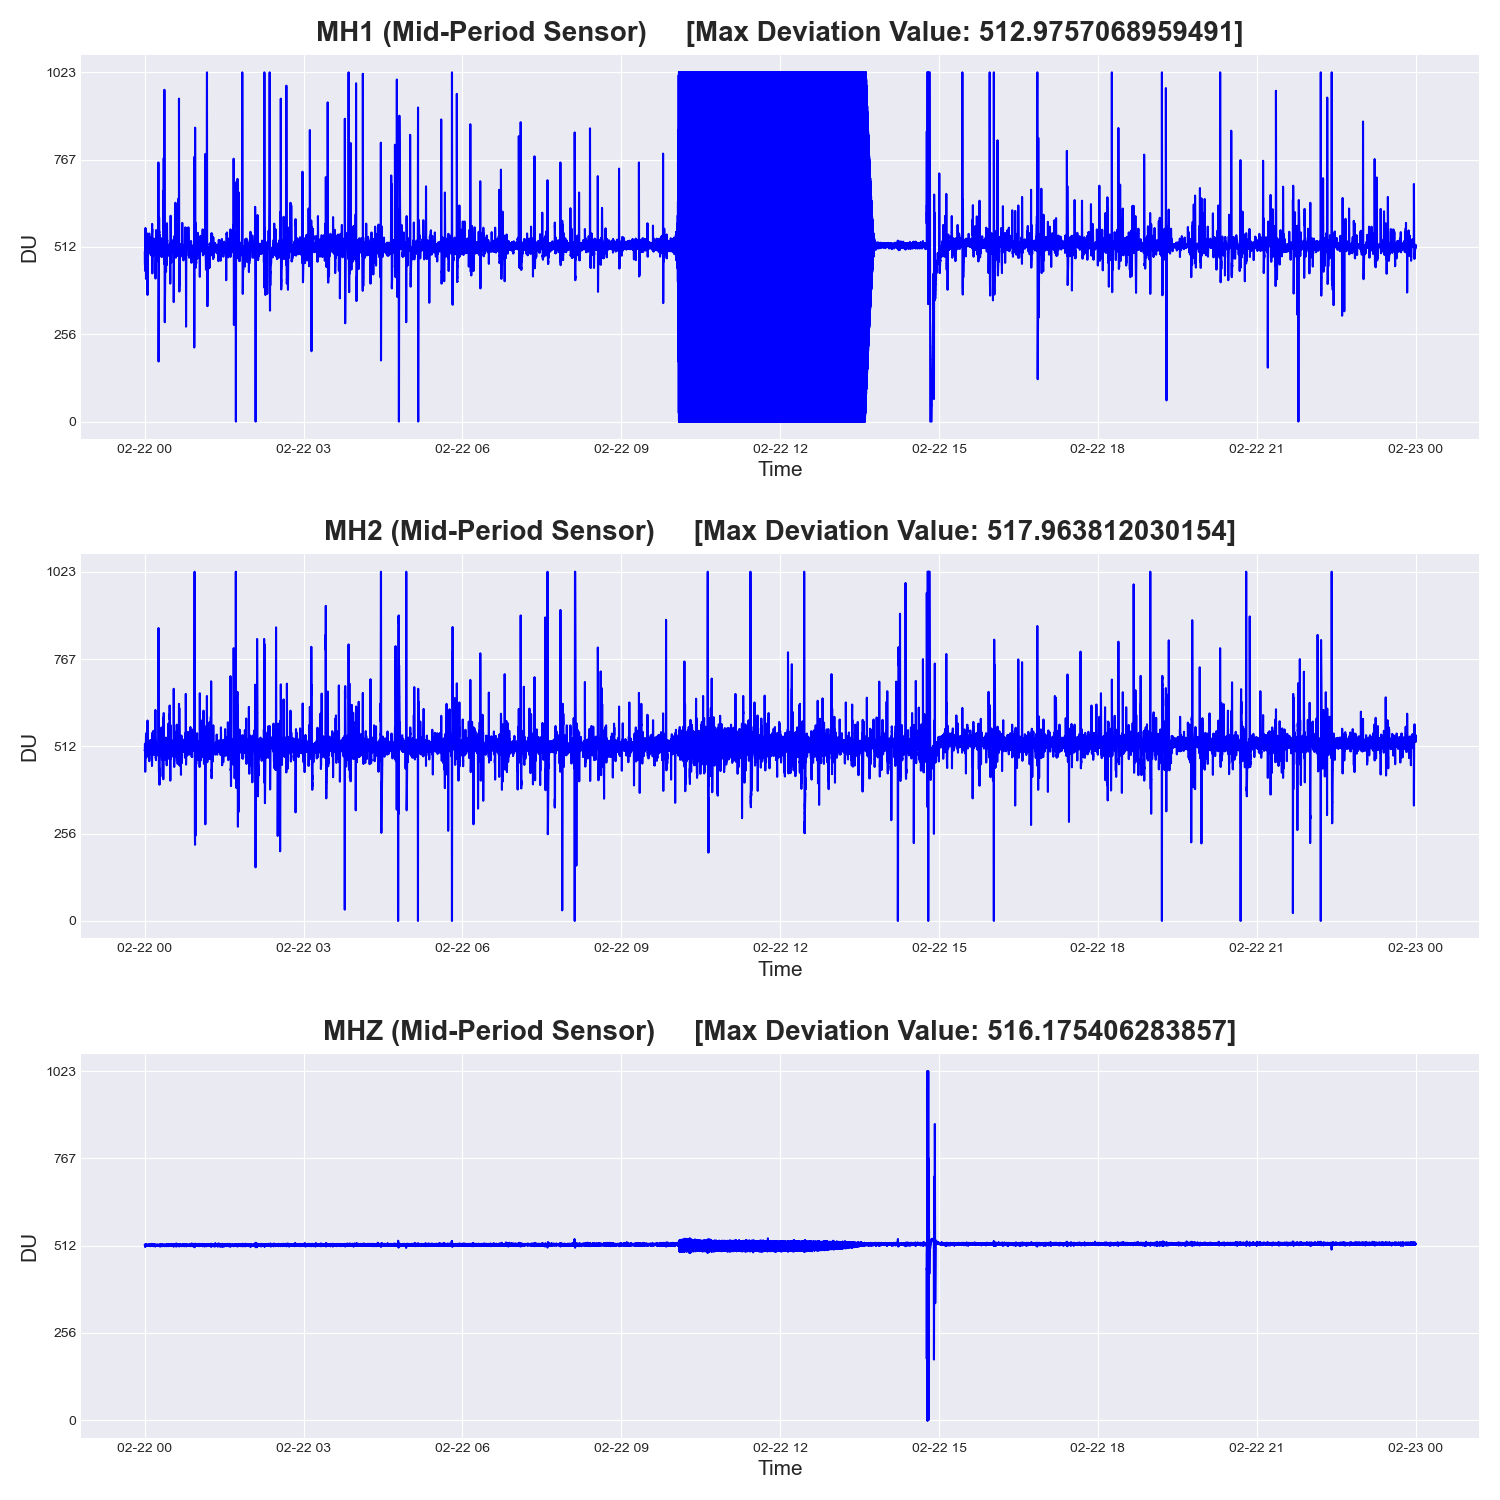 MH1 (Mid-Period Sensor) [Max Deviation Value: 512.9757068959491]
1023
767
512
256
0
DU
02-22 00 02-22 03 02-22 06 02-22 09 02-22 12 02-22 15 02-22 18 02-22 21 02-23 00
Time
MH2 (Mid-Period Sensor) [Max Deviation Value: 517.963812030154]
1023
767
512
256
0
DU
02-22 00 02-22 03 02-22 06 02-22 09 02-22 12 02-22 15 02-22 18 02-22 21 02-23 00
Time
MHZ (Mid-Period Sensor) [Max Deviation Value: 516.175406283857]
1023
767
512
256
0
DU
02-22 00 02-22 03 02-22 06 02-22 09 02-22 12 02-22 15 02-22 18 02-22 21 02-23 00
Time